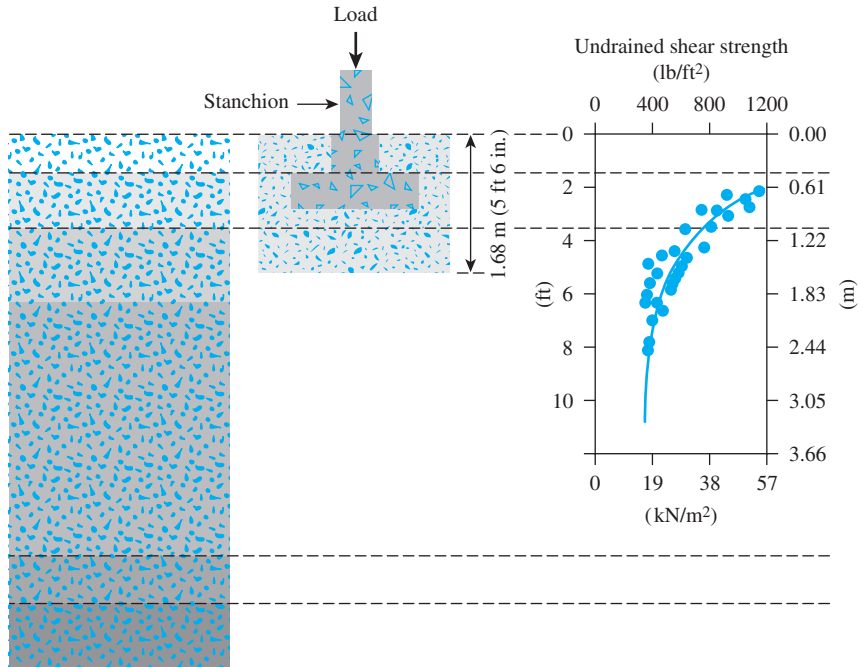 Load
Stanchion
1.68 m (5 ft 6 in.)
Undrained shear strength
(lb/ft²)
0 400 800 1200
0 0.00
2 0.61
4 1.22
(ft) (m)
6 1.83
8 2.44
10 3.05
3.66
0 19 38 57
(kN/m²)